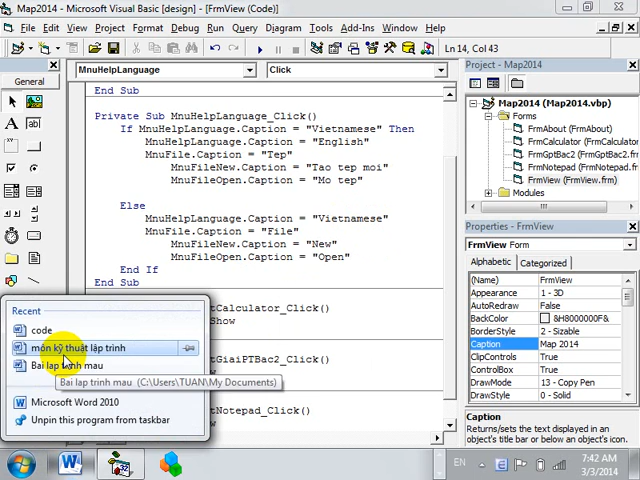 Map2014 - Microsoft Visual Basic [design] - [FrmView (Code)]
File Edit View Project Format Debug Run Query Diagram Tools Add-Ins Window Help
Ln 14, Col 43
General
MnuHelpLanguage
Click
End Sub
Private Sub MnuHelpLanguage_Click()
If MnuHelpLanguage.Caption = "Vietnamese" Then
MnuHelpLanguage.Caption = "English"
MnuFile.Caption = "Tep"
MnuFileNew.Caption = "Tao tep moi"
MnuFileOpen.Caption = "Mo tep"
Else
MnuHelpLanguage.Caption = "Vietnamese"
MnuFile.Caption = "File"
MnuFileNew.Caption = "New"
MnuFileOpen.Caption = "Open"
End If
End Sub
tCalculator_Click()
Show
tGiaiPTBac2_Click()
tNotepad_Click()
Project - Map2014
Map2014 (Map2014.vbp)
Forms
FrmAbout (FrmAbout.frm)
FrmCalculator (FrmCalculator
FrmGptBac2 (FrmGptBac2.f
FrmNotepad (FrmNotepad.f
FrmView (FrmView.frm)
Modules
Properties - FrmView
FrmView Form
Alphabetic Categorized
(Name) FrmView
Appearance 1 - 3D
AutoRedraw False
BackColor &H8000000F&
BorderStyle 2 - Sizable
Caption Map 2014
ClipControls True
ControlBox True
DrawMode 13 - Copy Pen
DrawStyle 0 - Solid
Caption
Returns/sets the text displayed in an object's title bar or below an object's icon.
Recent
code
môn kỹ thuật lập trình
Bai lap trinh mau
Bai lap trinh mau (C:\Users\TUAN\My Documents)
Microsoft Word 2010
Unpin this program from taskbar
EN
7:42 AM
3/3/2014